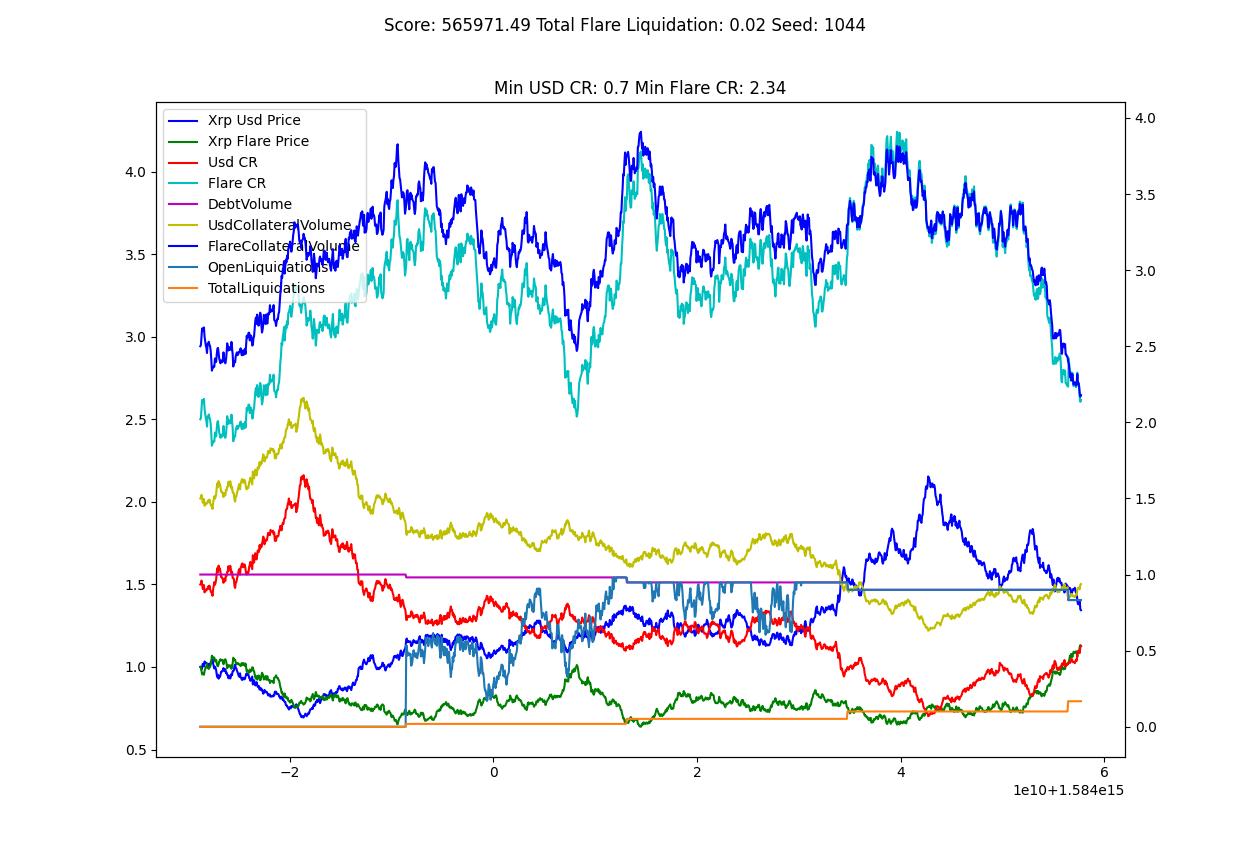 Score: 565971.49 Total Flare Liquidation: 0.02 Seed: 1044
Min USD CR: 0.7 Min Flare CR: 2.34
Xrp Usd Price
Xrp Flare Price
Usd CR
Flare CR
DebtVolume
UsdCollateralVolume
FlareCollateralVolume
OpenLiquidations
TotalLiquidations
4.0
3.5
3.0
2.5
2.0
1.5
1.0
0.5
4.0
3.5
3.0
2.5
2.0
1.5
1.0
0.5
0.0
−2 0 2 4 6
1e10+1.584e15